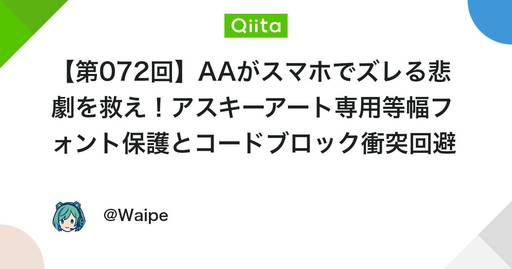 Qiita
【第072回】AAがスマホでズレる悲
劇を救え！アスキーアート専用等幅フ
ォント保護とコードブロック衝突回避
@Waipe